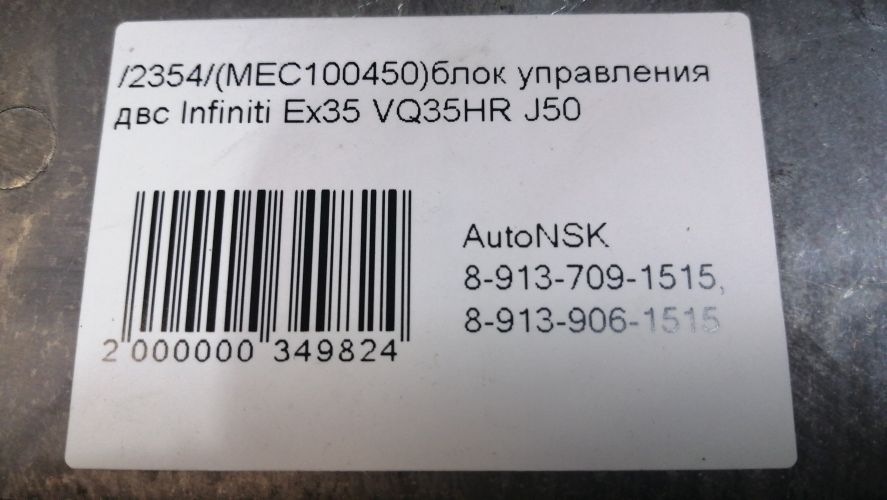 /2354/(MEC100450)блок управления
двс Infiniti Ex35 VQ35HR J50
AutoNSK
8-913-709-1515,
8-913-906-1515
2 000000 349824